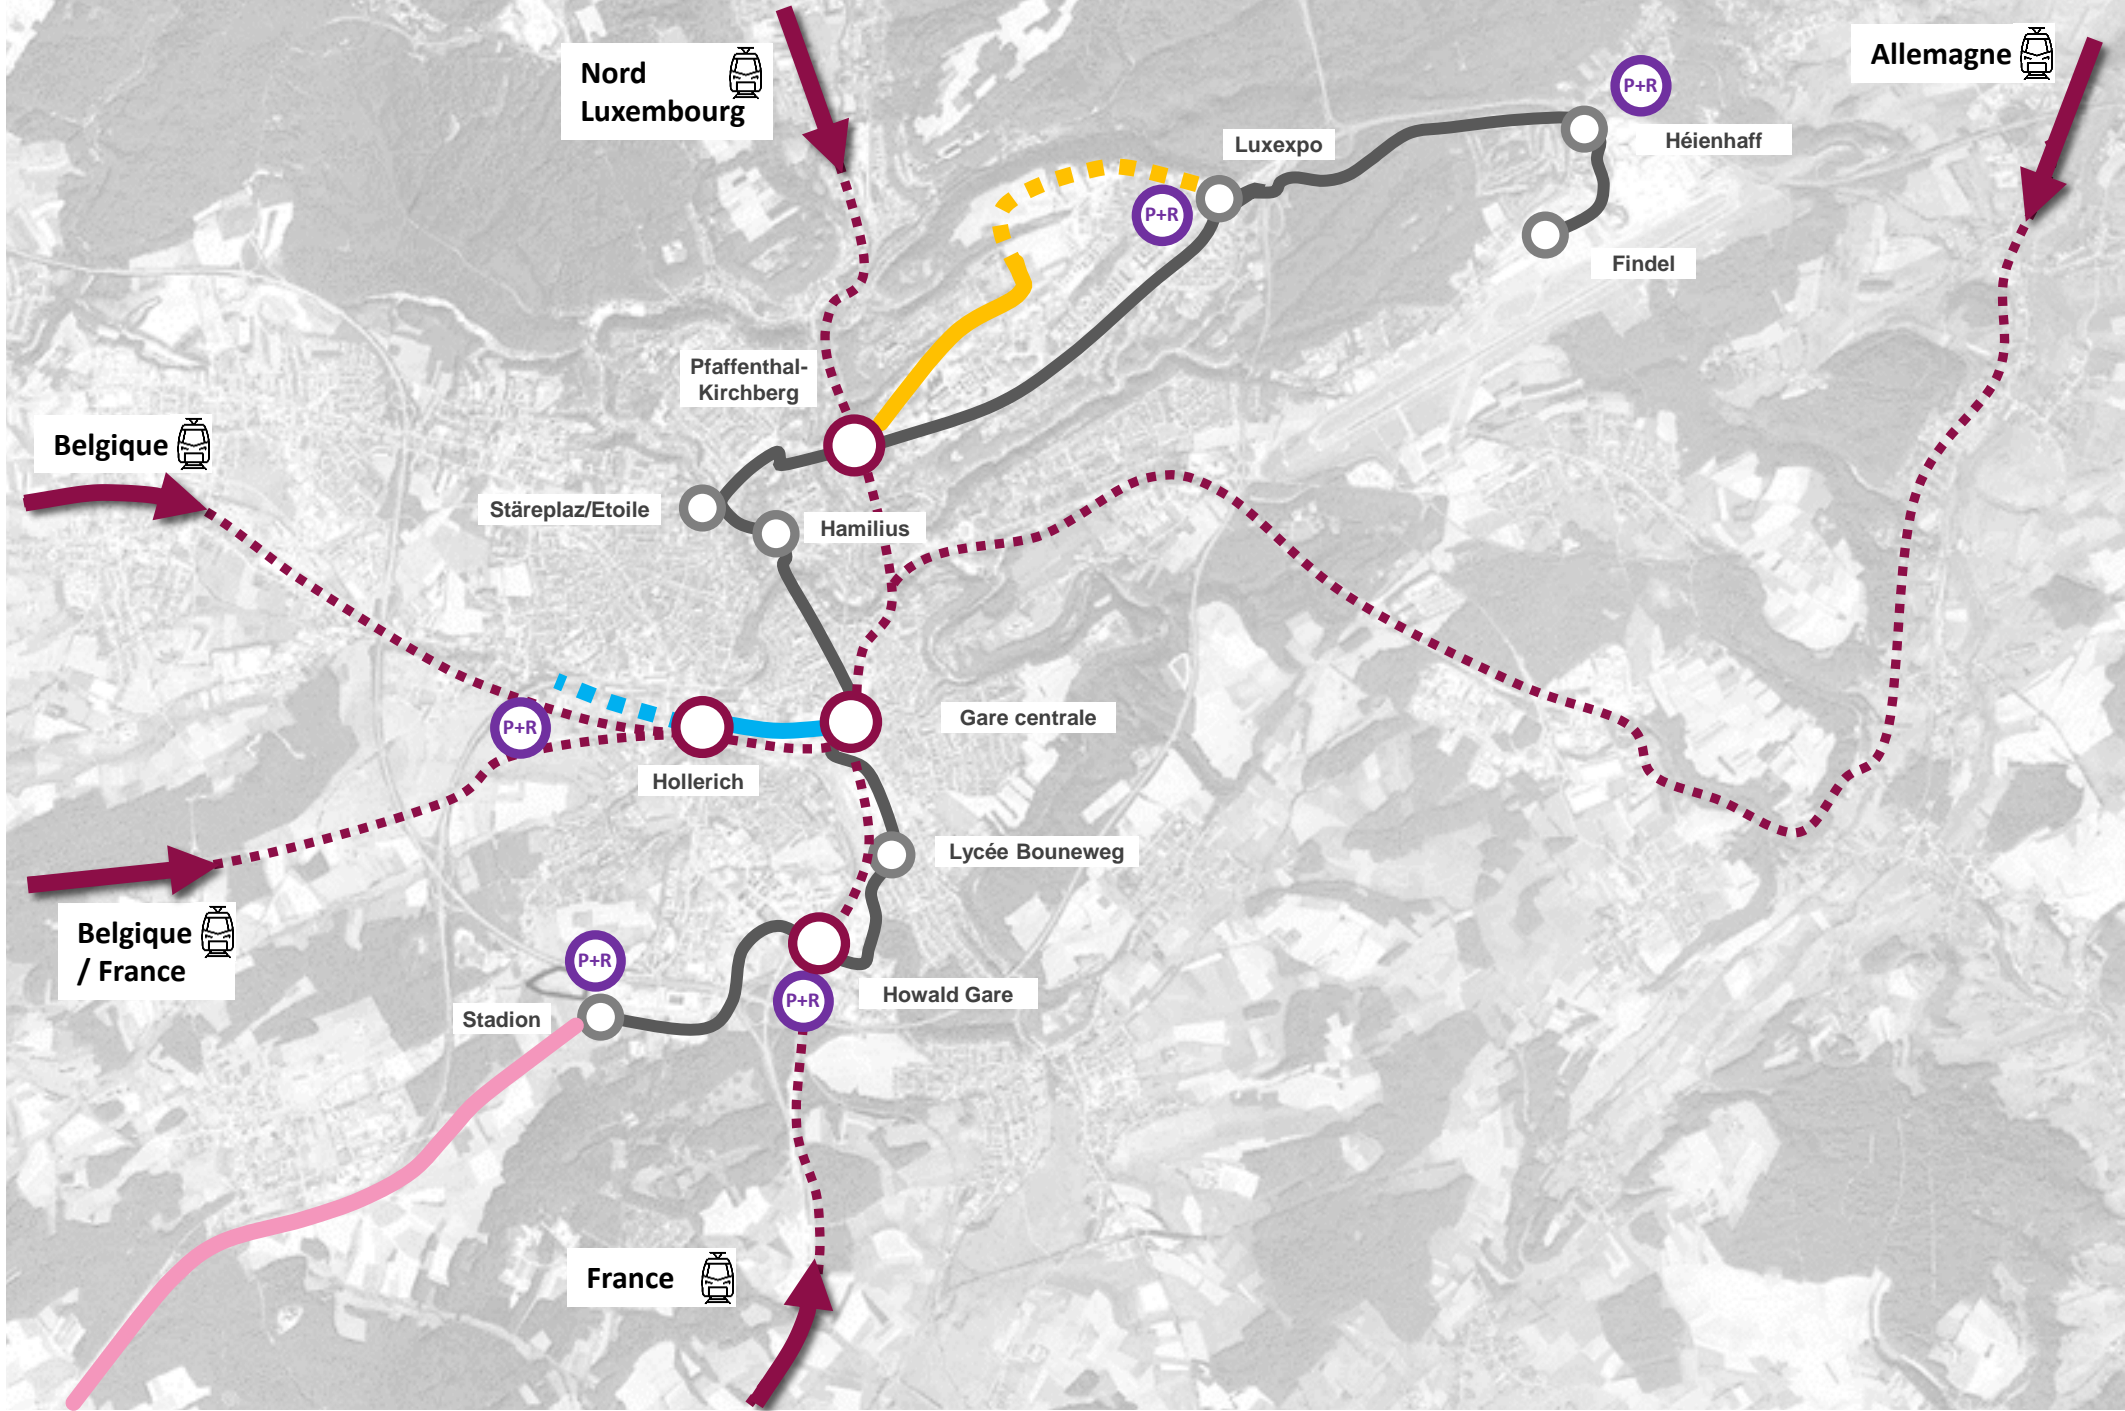 Nord
Luxembourg
Allemagne
P+R
Héienhaff
Luxexpo
P+R
Findel
Pfaffenthal-
Kirchberg
Belgique
Stäreplaz/Etoile
Hamilius
P+R
Gare centrale
Hollerich
Lycée Bouneweg
Belgique
/ France
P+R
Stadion
P+R
Howald Gare
France